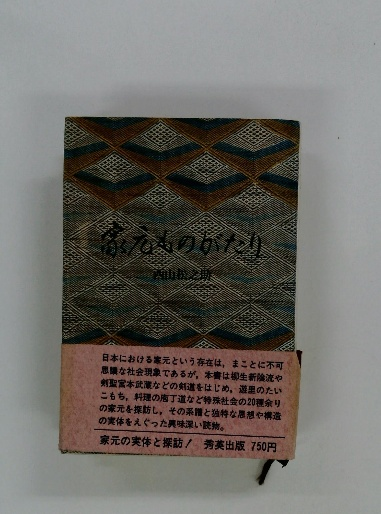 家元ものがたり
西山松之助
日本における家元という存在は、まことに不可
思議な社会現象であるが、本書は柳生新陰流や
剣聖宮本武蔵などの剣道をはじめ、遊里のたい
こもち、料理の庖丁道など特殊社会の20種余り
の家元を探訪し、その系譜と独特な思想や構造
の実体をえぐった興味深い読物。
家元の実体と探訪！ 秀英出版 750円